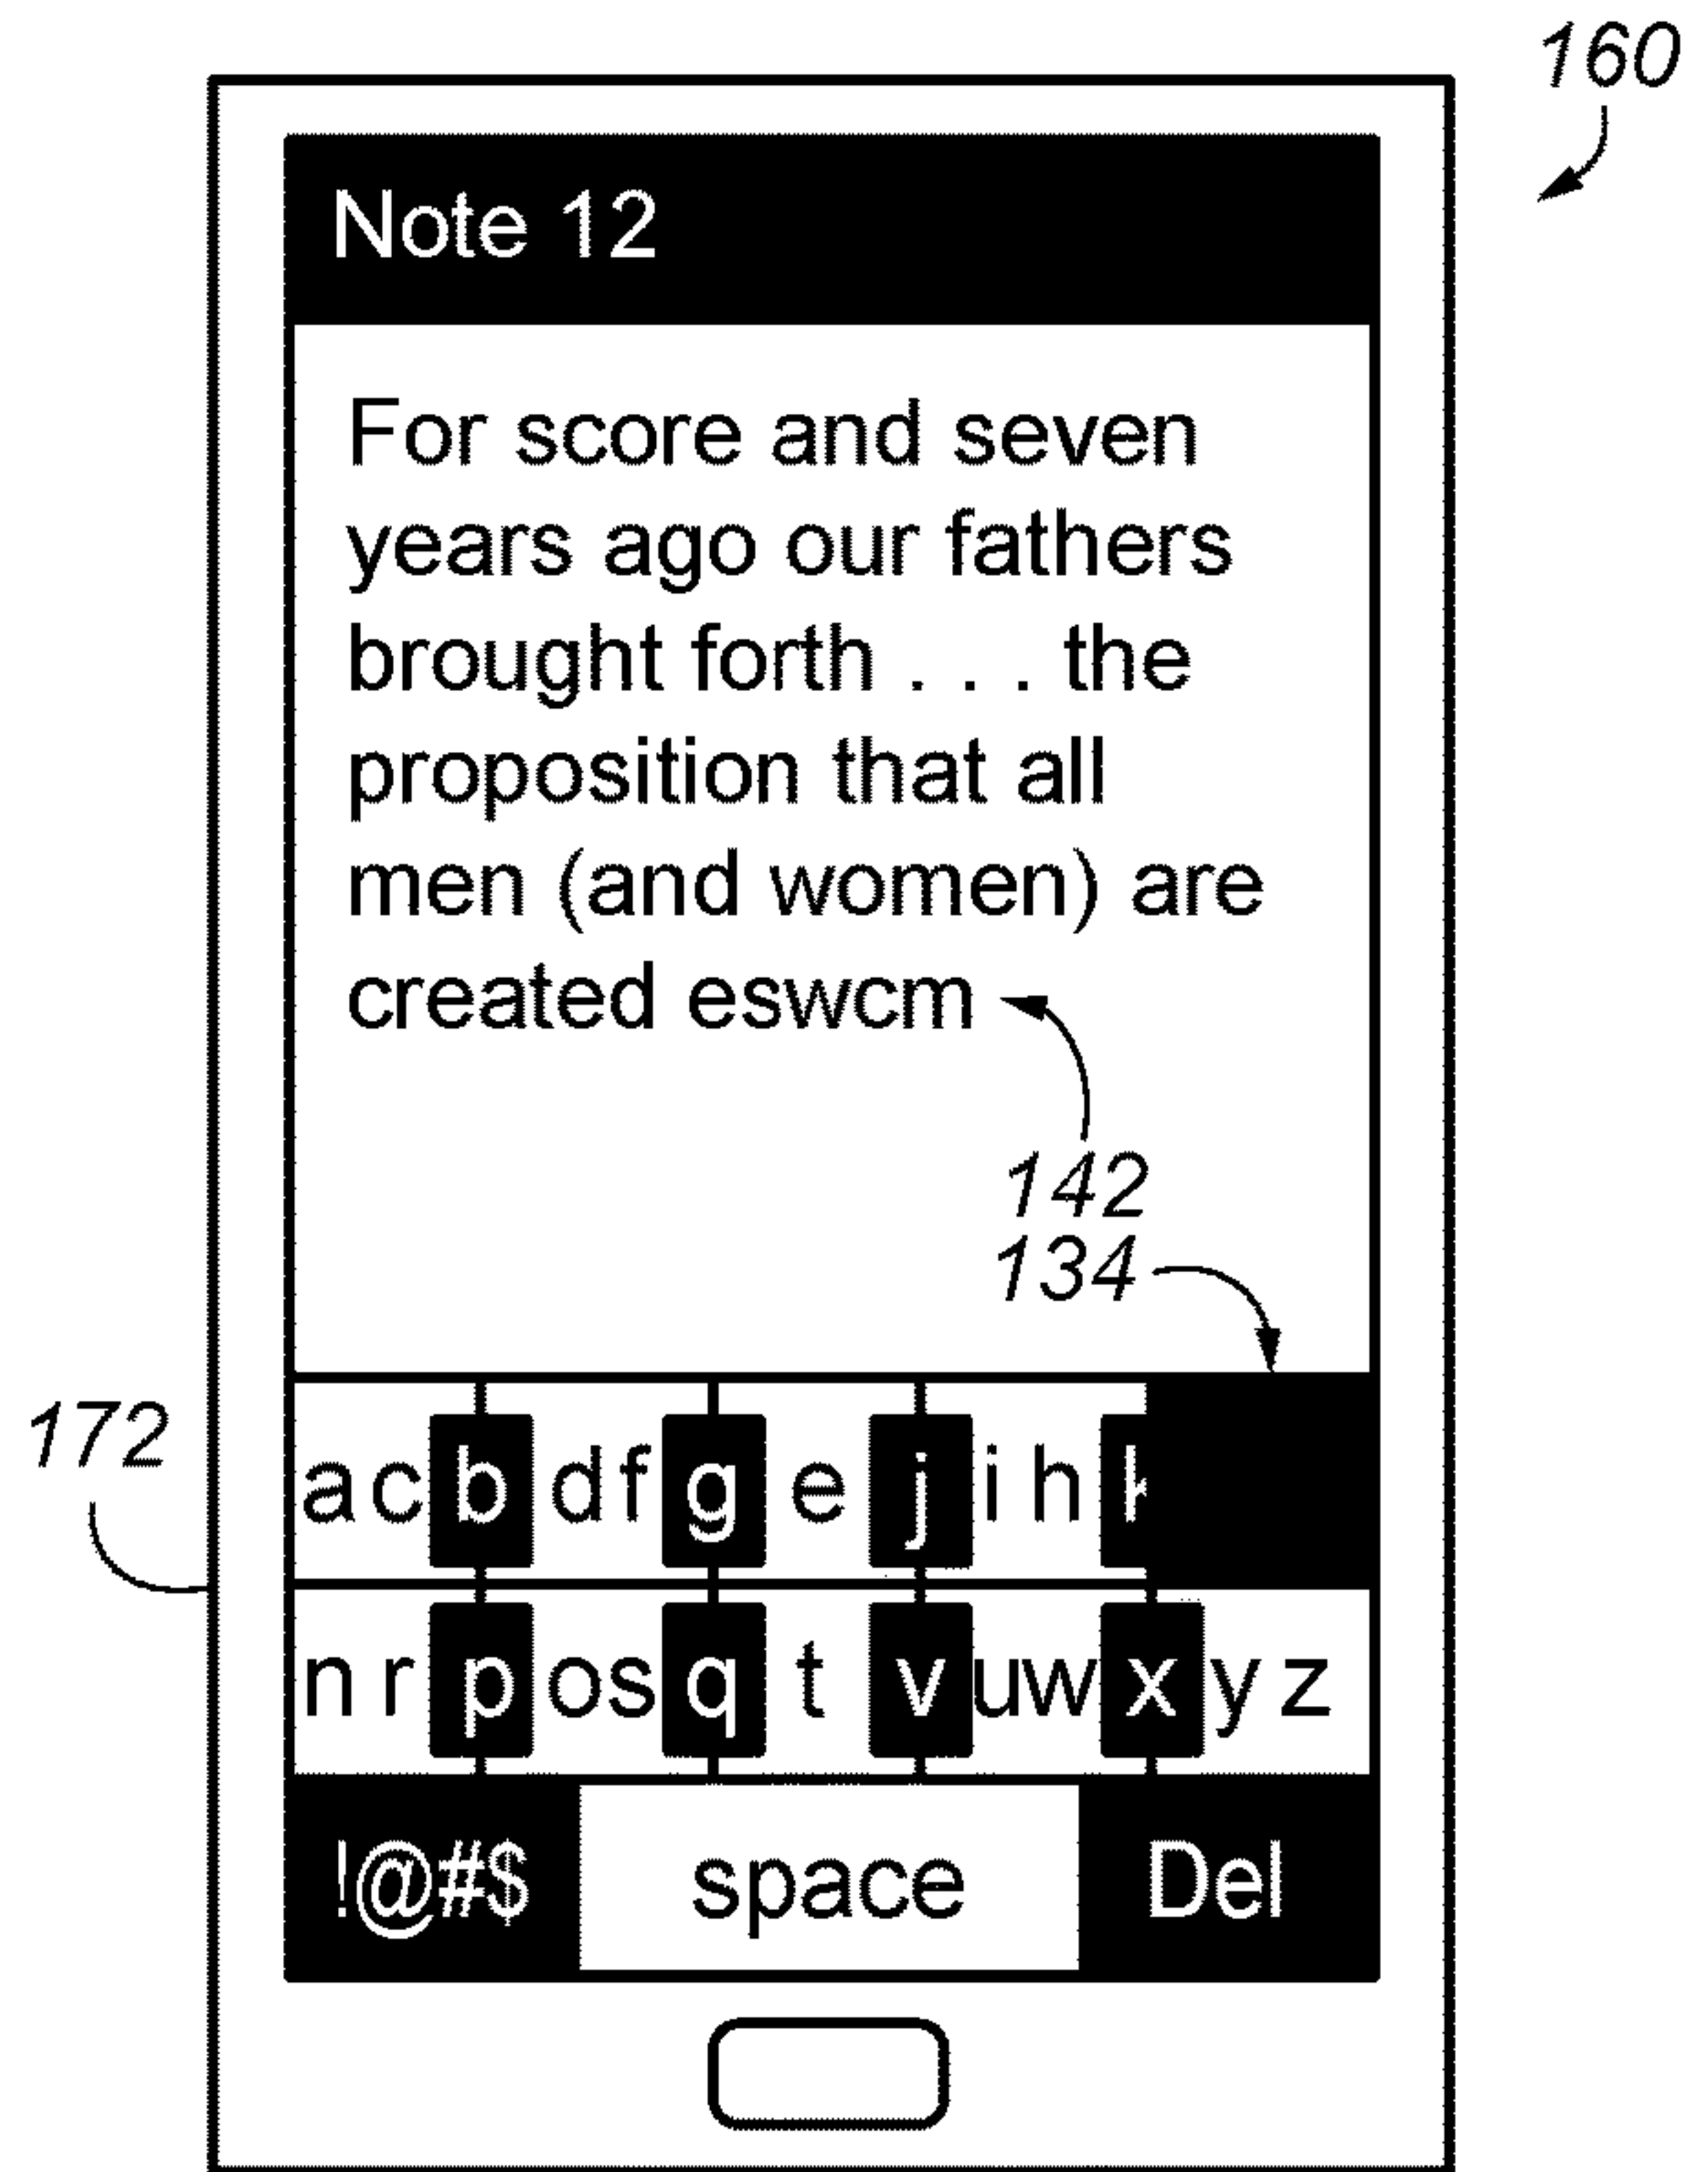 160
Note 12
For score and seven
years ago our fathers
brought forth . . . the
proposition that all
men (and women) are
created eswcm
142
134
172
a c b d f g e j i h
n r p o s q t v u w x y z
!@#$ space Del